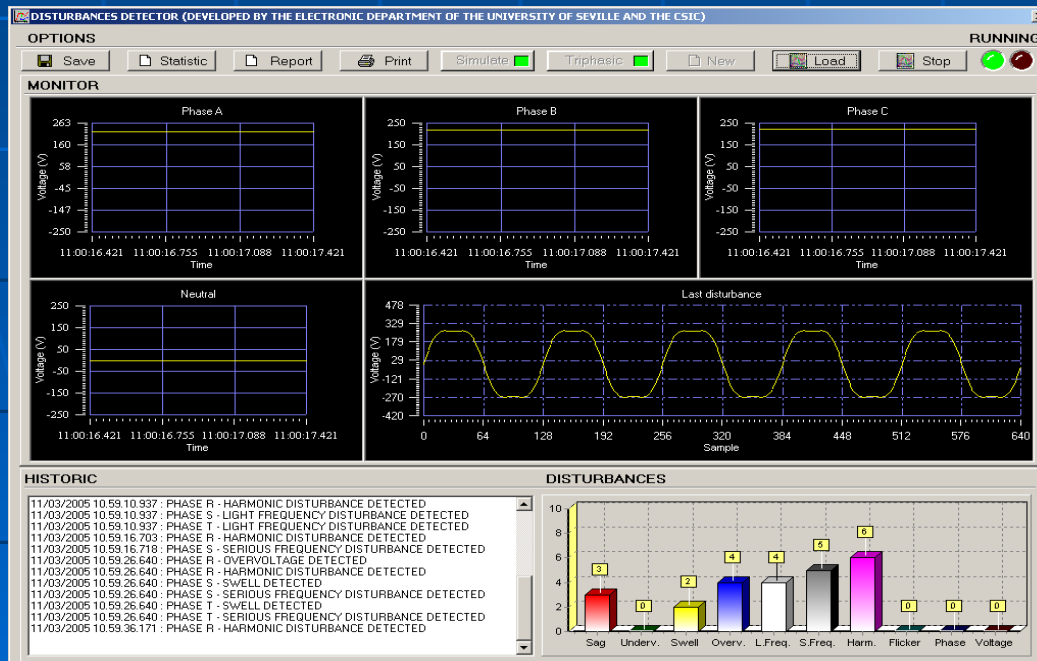 DISTURBANCES DETECTOR (DEVELOPED BY THE ELECTRONIC DEPARTMENT OF THE UNIVERSITY OF SEVILLE AND THE CSIC)
OPTIONS
RUNNING
Save
Statistic
Report
Print
Simulate
Triphasic
New
Load
Stop
MONITOR
Phase A
263
160
58
-45
-147
-250
Voltage (V)
11:00:16.421 11:00:16.755 11:00:17.088 11:00:17.421
Time
Phase B
250
150
50
-50
-150
-250
Voltage (V)
11:00:16.421 11:00:16.755 11:00:17.088 11:00:17.421
Time
Phase C
250
150
50
-50
-150
-250
Voltage (V)
11:00:16.421 11:00:16.755 11:00:17.088 11:00:17.421
Time
Neutral
250
150
50
-50
-150
-250
Voltage (V)
11:00:16.421 11:00:16.755 11:00:17.088 11:00:17.421
Time
Last disturbance
478
329
179
29
-121
-270
-420
Voltage (V)
0 64 128 192 256 320 384 448 512 576 640
Sample
HISTORIC
11/03/2005 10.59.10.937 : PHASE R - HARMONIC DISTURBANCE DETECTED
11/03/2005 10.59.10.937 : PHASE S - LIGHT FREQUENCY DISTURBANCE DETECTED
11/03/2005 10.59.10.937 : PHASE T - LIGHT FREQUENCY DISTURBANCE DETECTED
11/03/2005 10.59.16.703 : PHASE R - HARMONIC DISTURBANCE DETECTED
11/03/2005 10.59.16.718 : PHASE S - SERIOUS FREQUENCY DISTURBANCE DETECTED
11/03/2005 10.59.26.640 : PHASE R - OVERVOLTAGE DETECTED
11/03/2005 10.59.26.640 : PHASE R - HARMONIC DISTURBANCE DETECTED
11/03/2005 10.59.26.640 : PHASE S - SWELL DETECTED
11/03/2005 10.59.26.640 : PHASE S - SERIOUS FREQUENCY DISTURBANCE DETECTED
11/03/2005 10.59.26.640 : PHASE T - SWELL DETECTED
11/03/2005 10.59.26.640 : PHASE T - SERIOUS FREQUENCY DISTURBANCE DETECTED
11/03/2005 10.59.36.171 : PHASE R - HARMONIC DISTURBANCE DETECTED
DISTURBANCES
10
8
6
4
2
0
3 0 2 4 4 5 6 0 0 0
Sag Underv. Swell Overv. L.Freq. S.Freq. Harm. Flicker Phase Voltage